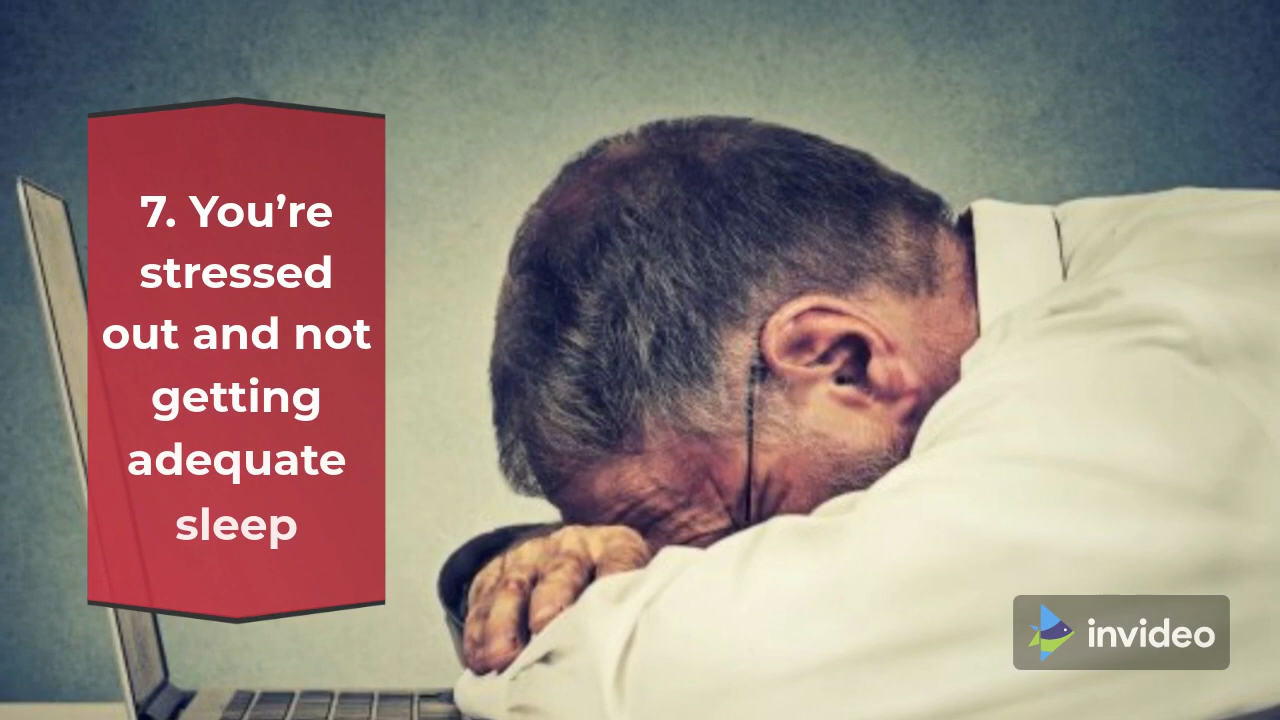 7. You’re
stressed
out and not
getting
adequate
sleep
invideo